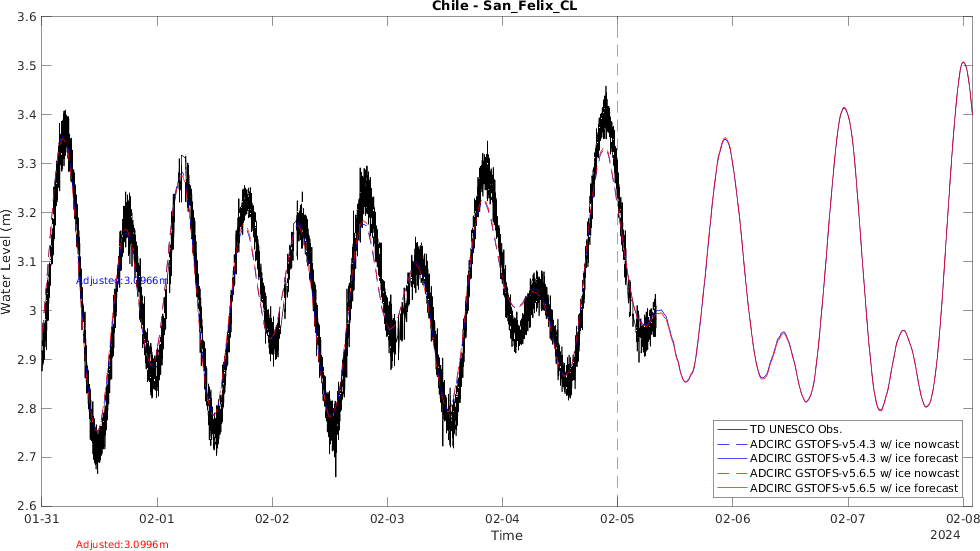 Chile - San_Felix_CL
3.6
3.5
3.4
3.3
3.2
3.1
3
2.9
2.8
2.7
2.6
Water Level (m)
Adjusted:3.0966m
TD UNESCO Obs.
ADCIRC GSTOFS-v5.4.3 w/ ice nowcast
ADCIRC GSTOFS-v5.4.3 w/ ice forecast
ADCIRC GSTOFS-v5.6.5 w/ ice nowcast
ADCIRC GSTOFS-v5.6.5 w/ ice forecast
01-31 02-01 02-02 02-03 02-04 02-05 02-06 02-07 02-08
Time
2024
Adjusted:3.0996m